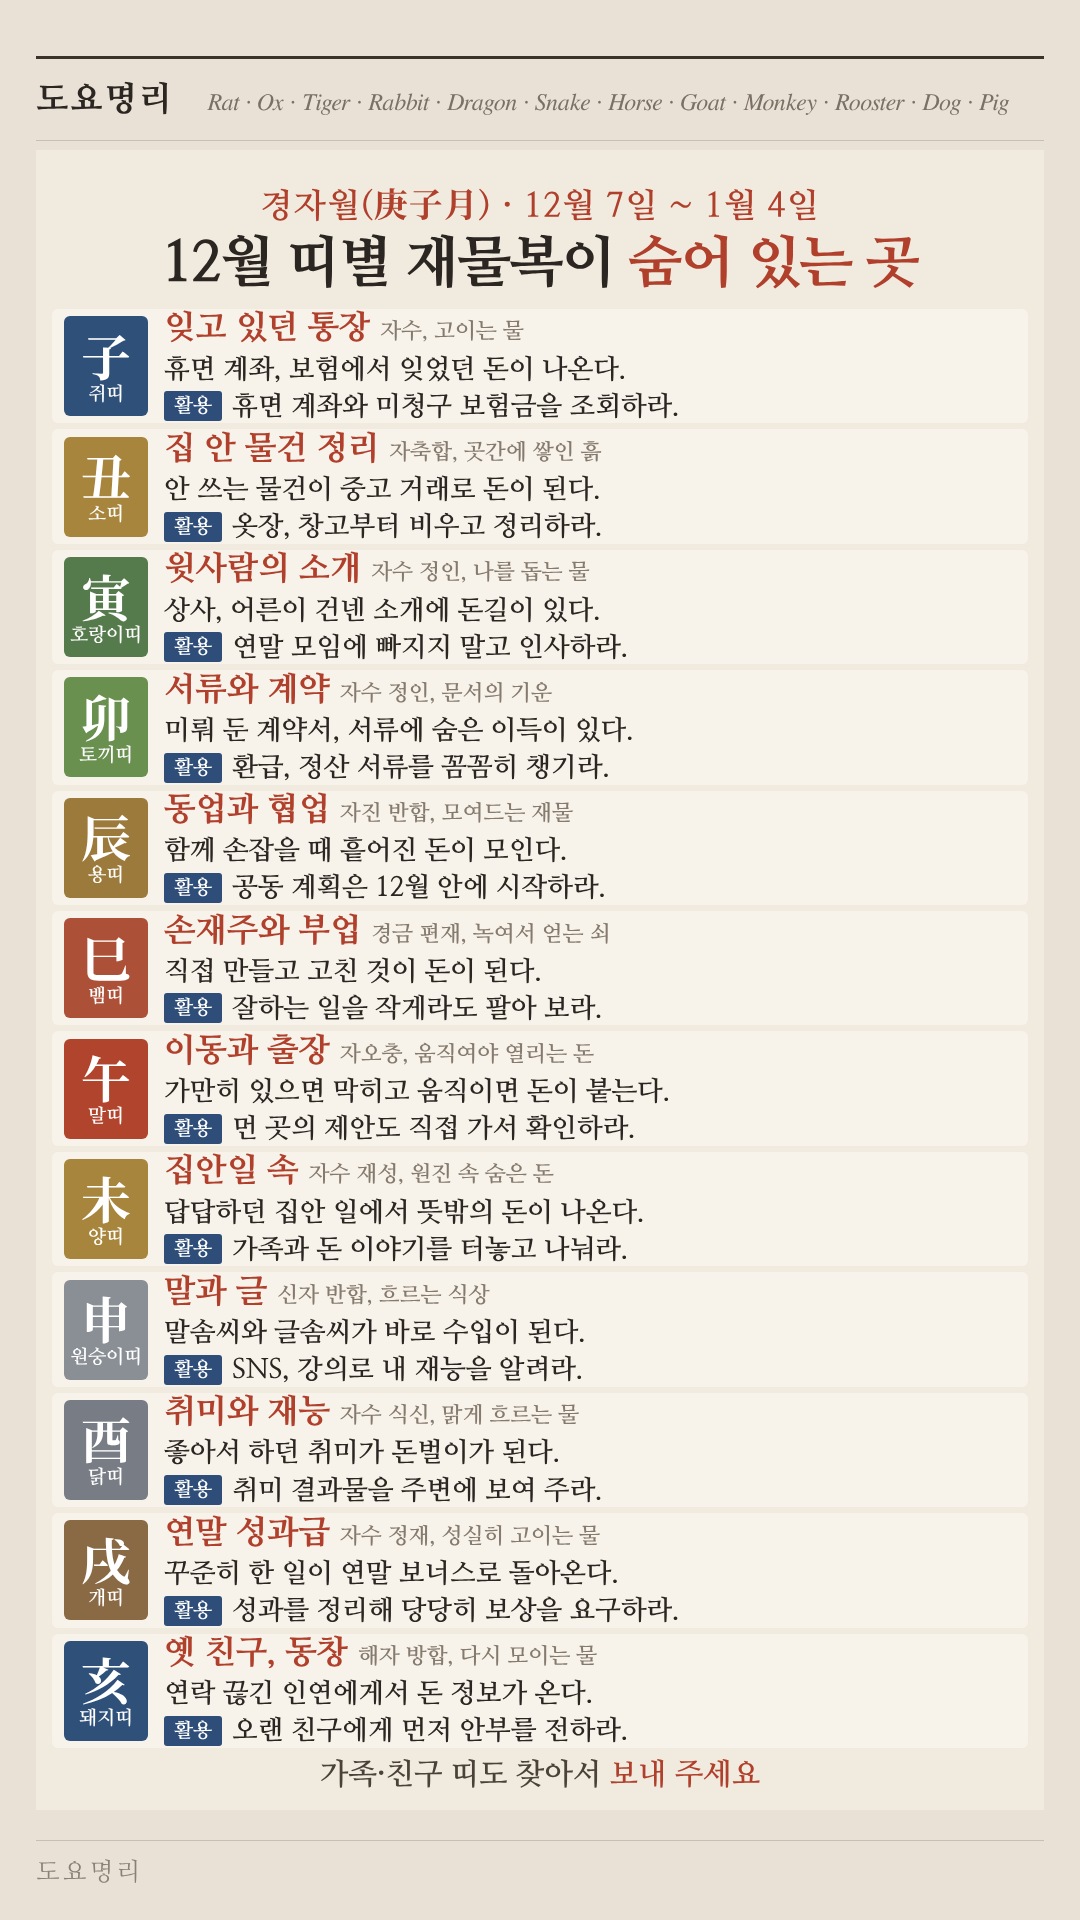 도요명리 Rat · Ox · Tiger · Rabbit · Dragon · Snake · Horse · Goat · Monkey · Rooster · Dog · Pig
경자월(庚子月) · 12월 7일 ~ 1월 4일
12월 띠별 재물복이 숨어 있는 곳
子
쥐띠
잊고 있던 통장 자수, 고이는 물
휴면 계좌, 보험에서 잊었던 돈이 나온다.
활용 휴면 계좌와 미청구 보험금을 조회하라.
丑
소띠
집 안 물건 정리 자축합, 곳간에 쌓인 흙
안 쓰는 물건이 중고 거래로 돈이 된다.
활용 옷장, 창고부터 비우고 정리하라.
寅
호랑이띠
윗사람의 소개 자수 정인, 나를 돕는 물
상사, 어른이 건넨 소개에 돈길이 있다.
활용 연말 모임에 빠지지 말고 인사하라.
卯
토끼띠
서류와 계약 자수 정인, 문서의 기운
미뤄 둔 계약서, 서류에 숨은 이득이 있다.
활용 환급, 정산 서류를 꼼꼼히 챙기라.
辰
용띠
동업과 협업 자진 반합, 모여드는 재물
함께 손잡을 때 흩어진 돈이 모인다.
활용 공동 계획은 12월 안에 시작하라.
巳
뱀띠
손재주와 부업 경금 편재, 녹여서 얻는 쇠
직접 만들고 고친 것이 돈이 된다.
활용 잘하는 일을 작게라도 팔아 보라.
午
말띠
이동과 출장 자오충, 움직여야 열리는 돈
가만히 있으면 막히고 움직이면 돈이 붙는다.
활용 먼 곳의 제안도 직접 가서 확인하라.
未
양띠
집안일 속 자수 재성, 원진 속 숨은 돈
답답하던 집안 일에서 뜻밖의 돈이 나온다.
활용 가족과 돈 이야기를 터놓고 나눠라.
申
원숭이띠
말과 글 신자 반합, 흐르는 식상
말솜씨와 글솜씨가 바로 수입이 된다.
활용 SNS, 강의로 내 재능을 알려라.
酉
닭띠
취미와 재능 자수 식신, 맑게 흐르는 물
좋아서 하던 취미가 돈벌이가 된다.
활용 취미 결과물을 주변에 보여 주라.
戌
개띠
연말 성과급 자수 정재, 성실히 고이는 물
꾸준히 한 일이 연말 보너스로 돌아온다.
활용 성과를 정리해 당당히 보상을 요구하라.
亥
돼지띠
옛 친구, 동창 해자 방합, 다시 모이는 물
연락 끊긴 인연에게서 돈 정보가 온다.
활용 오랜 친구에게 먼저 안부를 전하라.
가족·친구 띠도 찾아서 보내 주세요
도요명리